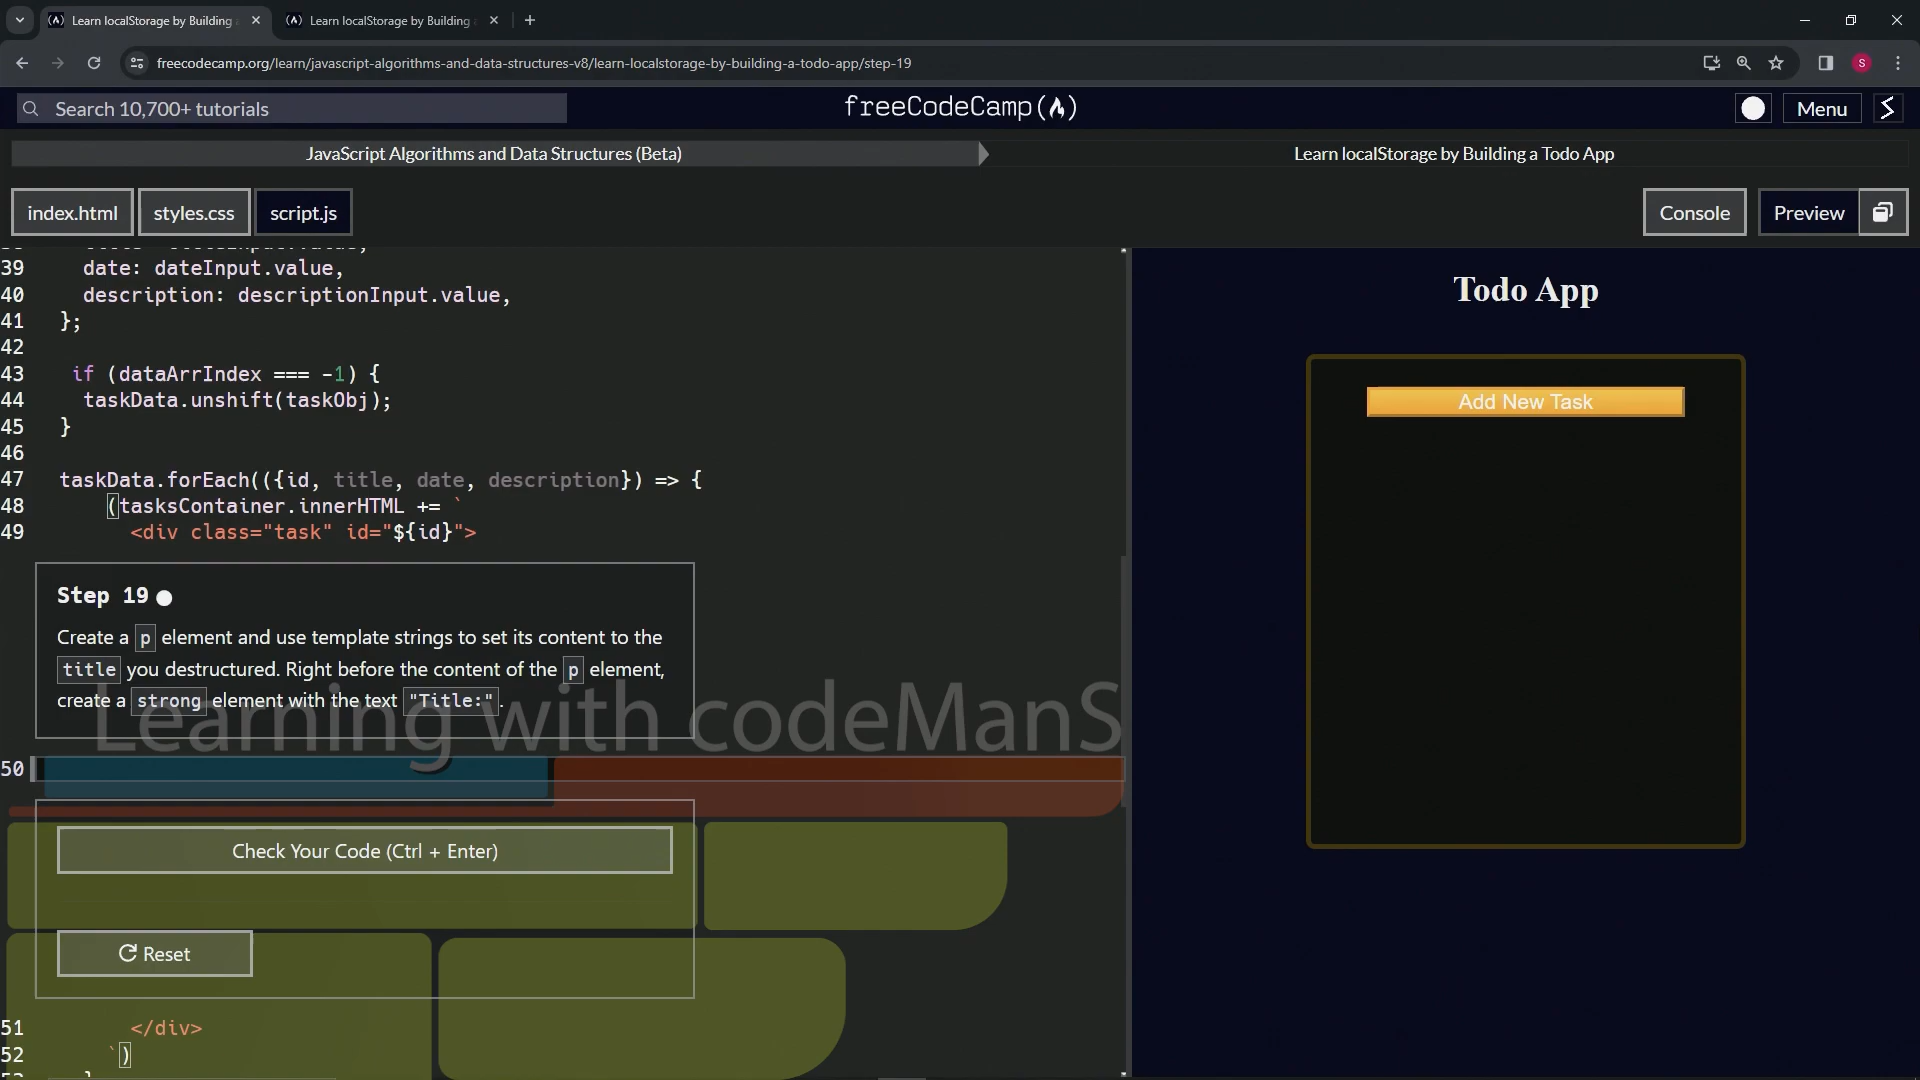 Learn localStorage by Building
Learn localStorage by Building
freecodecamp.org/learn/javascript-algorithms-and-data-structures-v8/learn-localstorage-by-building-a-todo-app/step-19
S
Search 10,700+ tutorials
freeCodeCamp(🔥)
Menu
JavaScript Algorithms and Data Structures (Beta)
Learn localStorage by Building a Todo App
index.html
styles.css
script.js
Console
Preview
39 date: dateInput.value,
40 description: descriptionInput.value,
41 };
42
43 if (dataArrIndex === -1) {
44 taskData.unshift(taskObj);
45 }
46
47 taskData.forEach(({id, title, date, description}) => {
48 (tasksContainer.innerHTML += `
49 <div class="task" id="${id}">
Step 19
Create a p element and use template strings to set its content to the
title you destructured. Right before the content of the p element,
create a strong element with the text "Title:".
Learning with codeManS
50
Check Your Code (Ctrl + Enter)
Reset
51 </div>
52 `)
Todo App
Add New Task